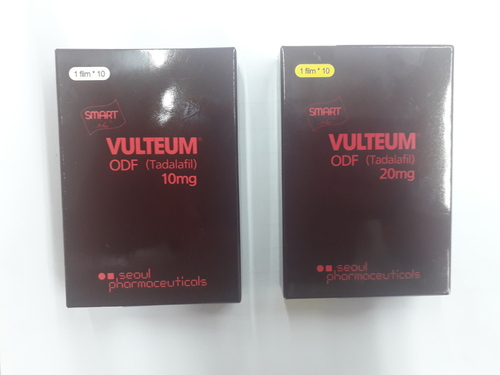 1 film * 10
SMART
VULTEUM®
ODF (Tadalafil)
10mg
seoul
pharmaceuticals
1 film * 10
SMART
VULTEUM®
ODF (Tadalafil)
20mg
seoul
pharmaceuticals